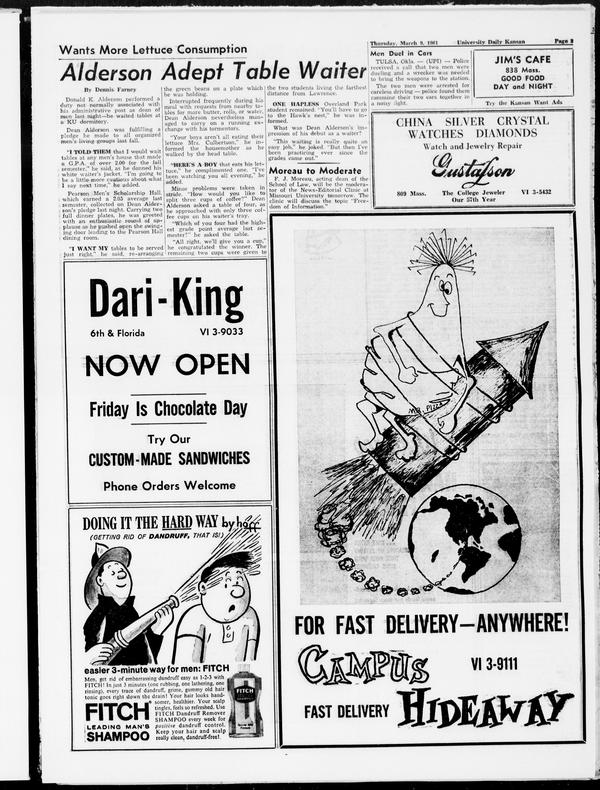 Thursday, March 9, 1961 University Daily Kansan Page 3
Wants More Lettuce Consumption
Alderson Adept Table Waiter
By Dennis Farney
Donald K. Alderson performed a
duty not normally associated with
his administrative post as dean of
men last night—he waited tables at
a KU dormitory.
Dean Alderson was fulfilling a
pledge he made to all organized
men's living groups last fall.
"I TOLD THEM that I would wait
tables at any men's house that made
a G.P.A. of over 2.00 for the fall
semester," he said, as he donned his
white waiter's jacket. "I'm going to
be a little more cautious about what
I say next time," he added.
Pearson Men's Scholarship Hall,
which earned a 2.05 average last
semester, collected on Dean Alder-
son's pledge last night. Carrying two
full dinner plates, he was greeted
with an enthusiastic round of ap-
plause as he pushed open the swing-
ing door leading to the Pearson Hall
dining room.
"I WANT MY tables to be served
just right," he said, re-arranging
the green beans on a plate which
he was holding.
Interrupted frequently during his
meal with requests from nearby ta-
bles for more butter, rolls, or water,
Dean Alderson nevertheless man-
aged to carry on a running ex-
change with his tormentors.
"Your boys aren't all eating their
lettuce Mrs. Culbertson," he in-
formed the housemother as he
walked by the head table.
"HERE'S A BOY that eats his let-
tuce," he complimented one. "I've
been watching you all evening," he
added.
Minor problems were taken in
stride. "How would you like to
split three cups of coffee?" Dean
Alderson asked a table of four, as
he approached with only three cof-
fee cups on his waiter's tray.
"Which of you four had the high-
est grade point average last se-
mester?" he asked the table.
"All right, we'll give you a cup,"
he congratulated the winner. The
remaining two cups were given to
the two students living the farthest
distance from Lawrence.
ONE HAPLESS Overland Park
student remained. "You'll have to go
to the Hawk's nest," he was in-
formed.
What was Dean Alderson's im-
pression of his debut as a waiter?
"This waiting is really quite an
easy job," he joked. "But then I've
been practicing ever since the
grades came out."
Moreau to Moderate
F. J. Moreau, acting dean of the
School of Law, will be the modera-
tor of the News-Editorial Clinic at
Missouri University tomorrow. The
clinic will discuss the topic "Free-
dom of Information."
Men Duel in Cars
TULSA, Okla. — (UPI) — Police
received a call that two men were
dueling and a wrecker was needed
to bring the weapons to the station.
The two men were arrested for
careless driving — police found them
ramming their two cars together in
a noisy fight.
JIM'S CAFE
838 Mass.
GOOD FOOD
DAY and NIGHT
Try the Kansan Want Ads
CHINA SILVER CRYSTAL
WATCHES DIAMONDS
Watch and Jewelry Repair
Gustafson
809 Mass. The College Jeweler VI 3-5432
Our 57th Year
Dari-King
6th & Florida VI 3-9033
NOW OPEN
Friday Is Chocolate Day
Try Our
CUSTOM-MADE SANDWICHES
Phone Orders Welcome
DOING IT THE HARD WAY by hoff
(GETTING RID OF DANDRUFF, THAT IS!)
easier 3-minute way for men: FITCH
Men, get rid of embarrassing dandruff easy as 1-2-3 with
FITCH! In just 3 minutes (one rubbing, one lathering, one
rinsing), every trace of dandruff, grime, gummy old hair
tonic goes right down the drain! Your hair looks hand-
somer, healthier. Your scalp
tingles, feels so refreshed. Use
FITCH Dandruff Remover
SHAMPOO every week for
positive dandruff control.
Keep your hair and scalp
really clean, dandruff-free!
FITCH
LEADING MAN'S
SHAMPOO
FITCH
MR. PIZZA
FOR FAST DELIVERY—ANYWHERE!
CAMPUS VI 3-9111
FAST DELIVERY HIDEAWAY